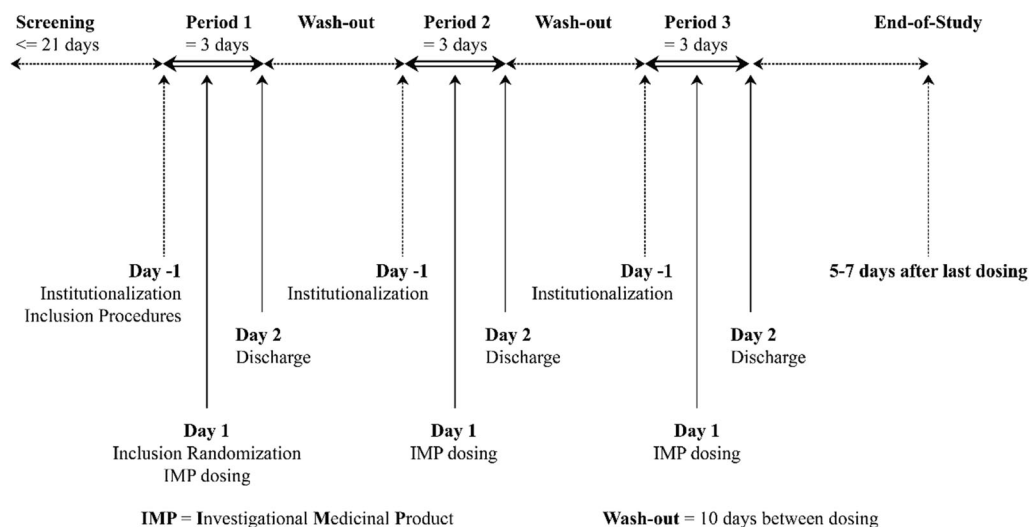 Screening
<= 21 days
Period 1
= 3 days
Wash-out
Period 2
= 3 days
Wash-out
Period 3
= 3 days
End-of-Study
Day -1
Institutionalization
Inclusion Procedures
Day -1
Institutionalization
Day -1
Institutionalization
5-7 days after last dosing
Day 2
Discharge
Day 2
Discharge
Day 2
Discharge
Day 1
Inclusion Randomization
IMP dosing
Day 1
IMP dosing
Day 1
IMP dosing
IMP = Investigational Medicinal Product
Wash-out = 10 days between dosing